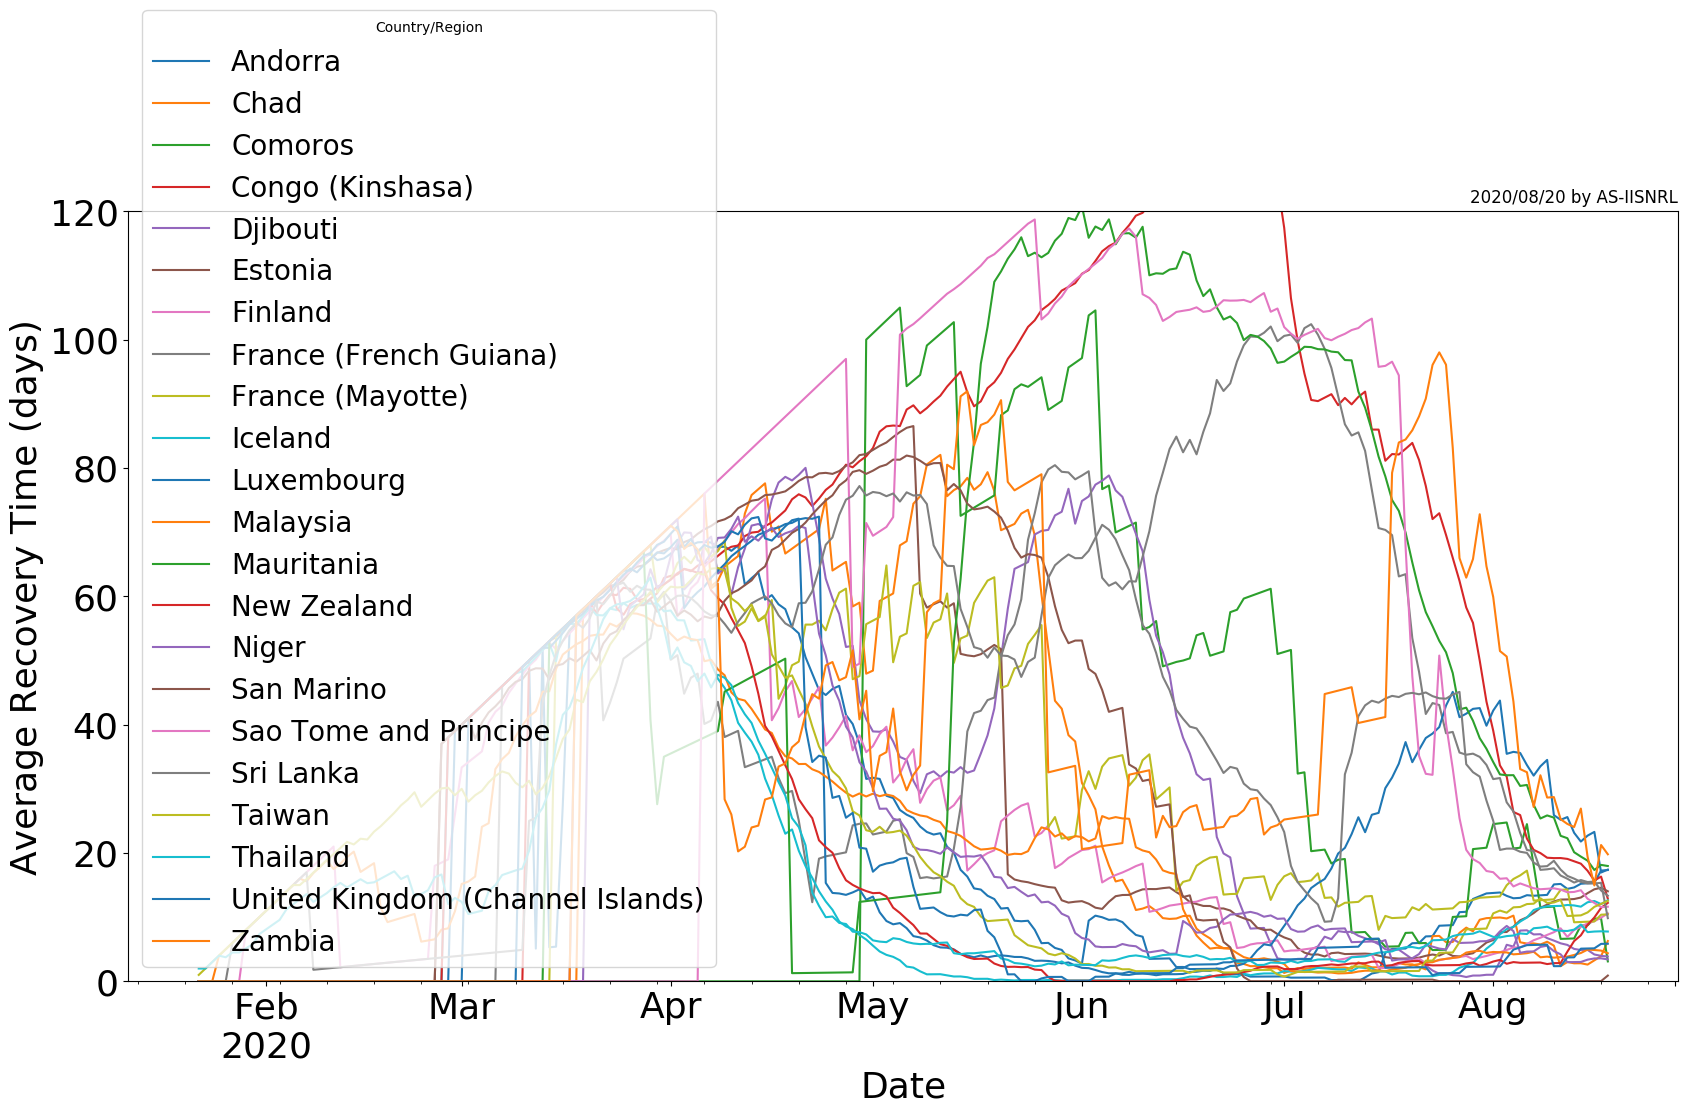 Country/Region
Andorra
Chad
Comoros
Congo (Kinshasa)
Djibouti
Estonia
Finland
France (French Guiana)
France (Mayotte)
Iceland
Luxembourg
Malaysia
Mauritania
New Zealand
Niger
San Marino
Sao Tome and Principe
Sri Lanka
Taiwan
Thailand
United Kingdom (Channel Islands)
Zambia
2020/08/20 by AS-IISNRL
Average Recovery Time (days)
120
100
80
60
40
20
0
Feb Mar Apr May Jun Jul Aug
2020
Date